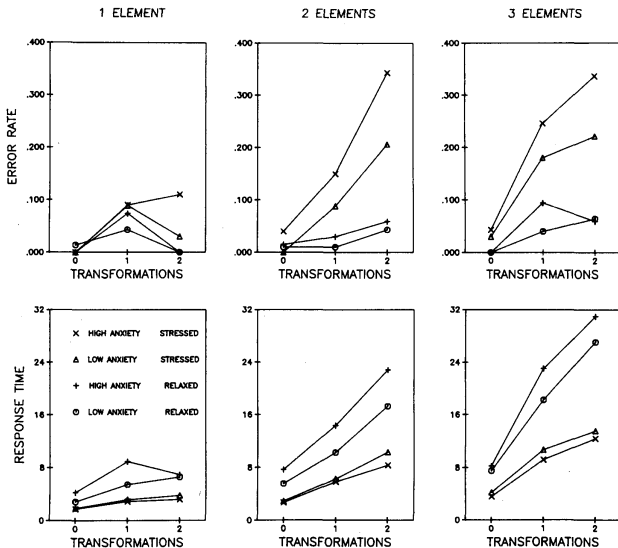 1 ELEMENT
2 ELEMENTS
3 ELEMENTS
ERROR RATE
.400
.300
.200
.100
.000
0 1 2
TRANSFORMATIONS
.400
.300
.200
.100
.000
0 1 2
TRANSFORMATIONS
.400
.300
.200
.100
.000
0 1 2
TRANSFORMATIONS
RESPONSE TIME
32
24
16
8
0
HIGH ANXIETY STRESSED
LOW ANXIETY STRESSED
HIGH ANXIETY RELAXED
LOW ANXIETY RELAXED
0 1 2
TRANSFORMATIONS
32
24
16
8
0
0 1 2
TRANSFORMATIONS
32
24
16
8
0
0 1 2
TRANSFORMATIONS